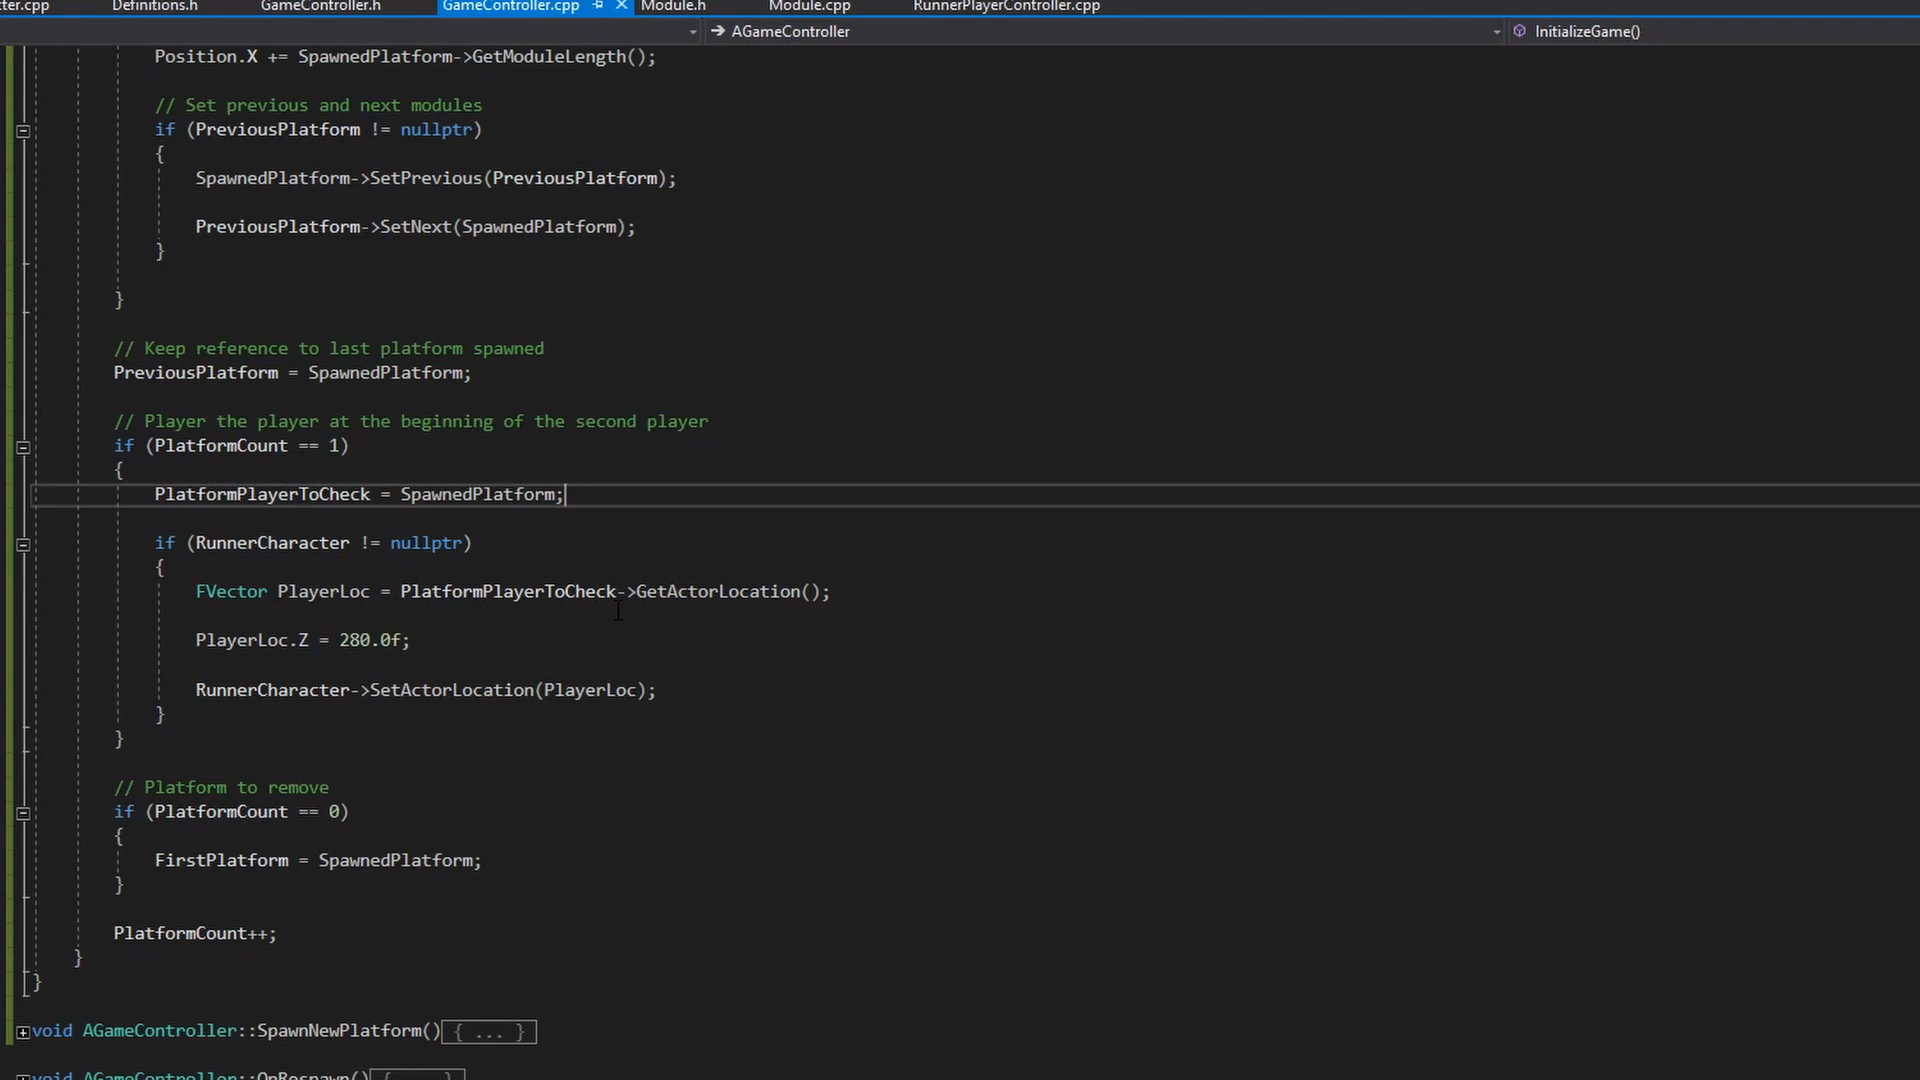 ter.cpp Definitions.h GameController.h GameController.cpp Module.h Module.cpp RunnerPlayerController.cpp
AGameController InitializeGame()
Position.X += SpawnedPlatform->GetModuleLength();
// Set previous and next modules
if (PreviousPlatform != nullptr)
{
SpawnedPlatform->SetPrevious(PreviousPlatform);
PreviousPlatform->SetNext(SpawnedPlatform);
}
}
// Keep reference to last platform spawned
PreviousPlatform = SpawnedPlatform;
// Player the player at the beginning of the second player
if (PlatformCount == 1)
{
PlatformPlayerToCheck = SpawnedPlatform;
if (RunnerCharacter != nullptr)
{
FVector PlayerLoc = PlatformPlayerToCheck->GetActorLocation();
PlayerLoc.Z = 280.0f;
RunnerCharacter->SetActorLocation(PlayerLoc);
}
}
// Platform to remove
if (PlatformCount == 0)
{
FirstPlatform = SpawnedPlatform;
}
PlatformCount++;
}
}
void AGameController::SpawnNewPlatform(){ ... }
void AGameController::OnRespawn(){ ... }